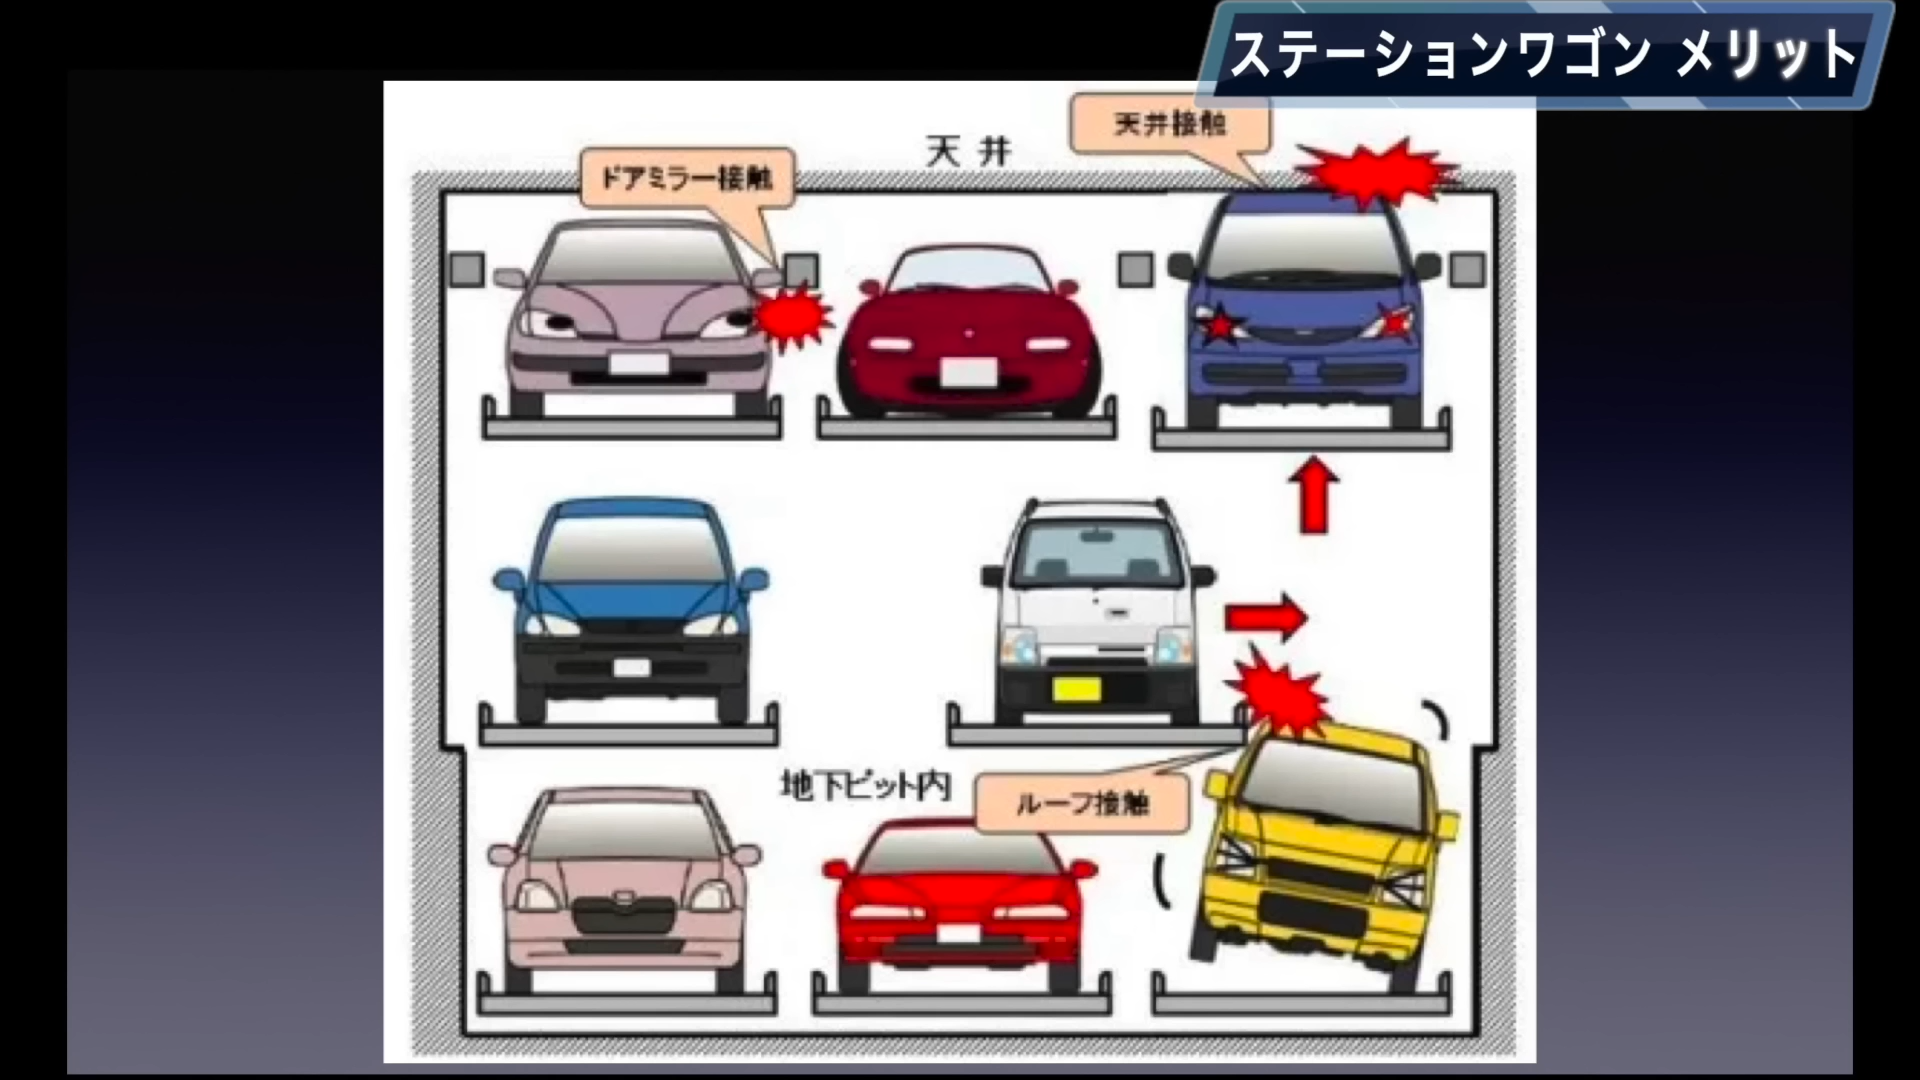 ステーションワゴン メリット
天井接触
天 井
ドアミラー接触
地下ピット内
ルーフ接触